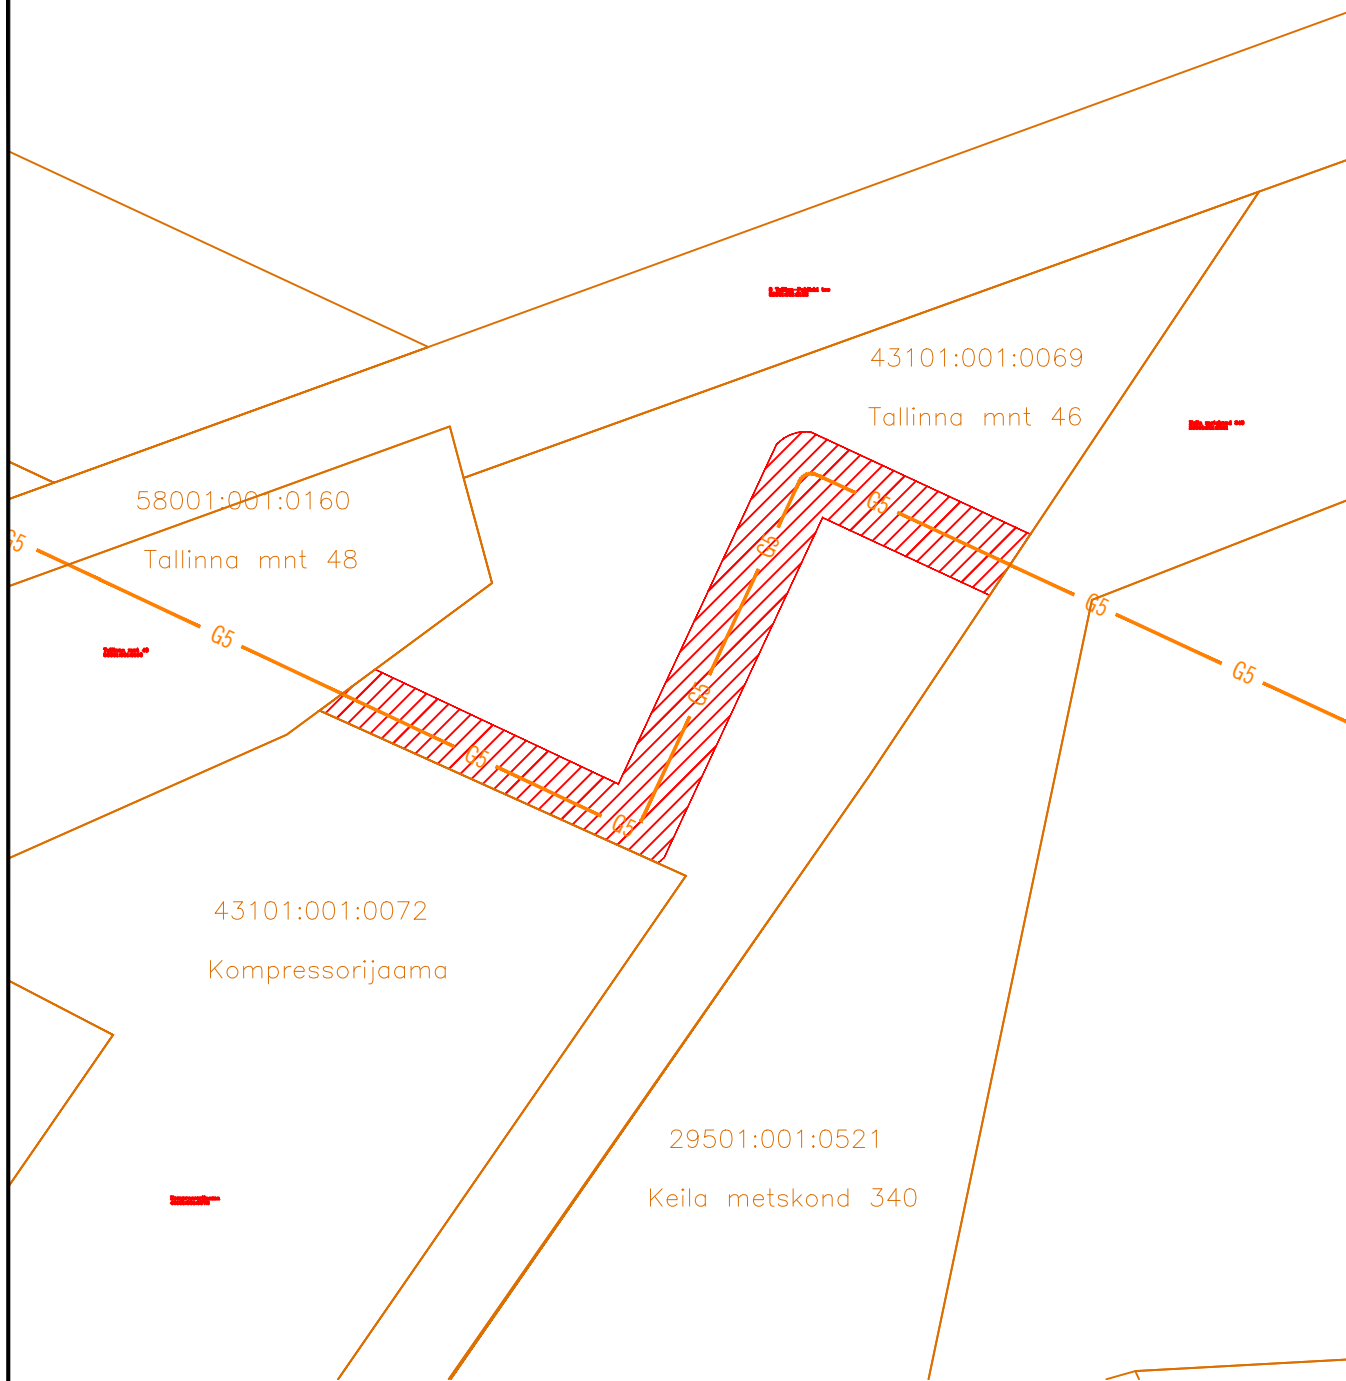 43101:001:0069
Tallinna mnt 46
58001:001:0160
Tallinna mnt 48
G5
G5
G5
G5
G5
G5
G5
G5
G5
43101:001:0072
Kompressorijaama
29501:001:0521
Keila metskond 340